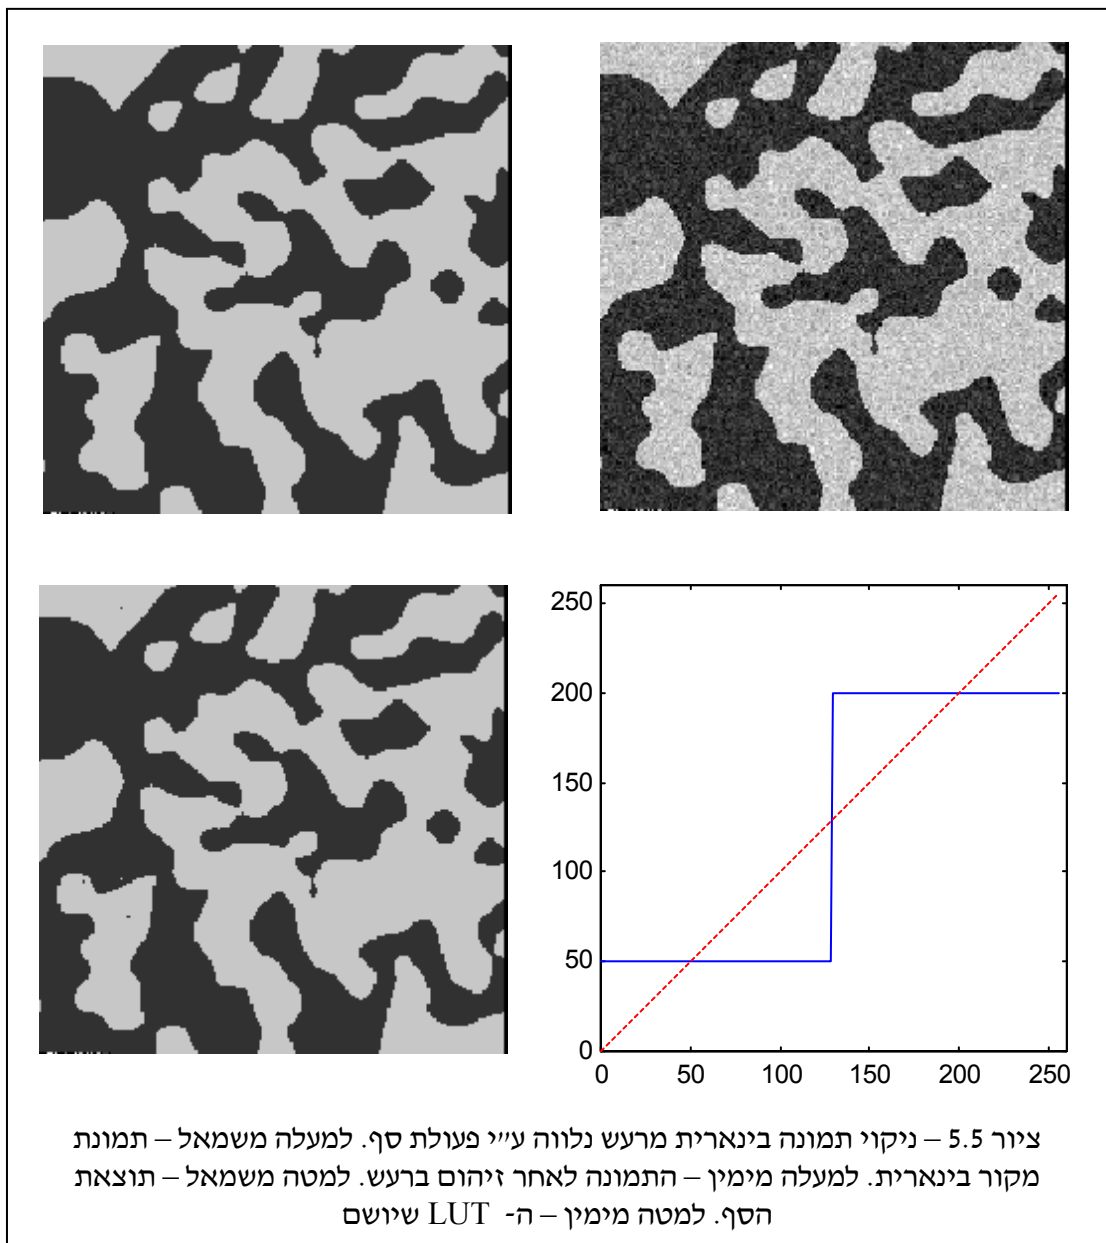 250
200
150
100
50
0
0 50 100 150 200 250
ציור 5.5 – ניקוי תמונה בינארית מרעש נלווה ע״י פעולת סף. למעלה משמאל – תמונת
מקור בינארית. למעלה מימין – התמונה לאחר זיהום ברעש. למטה משמאל – תוצאת
הסף. למטה מימין – ה- LUT שיושם